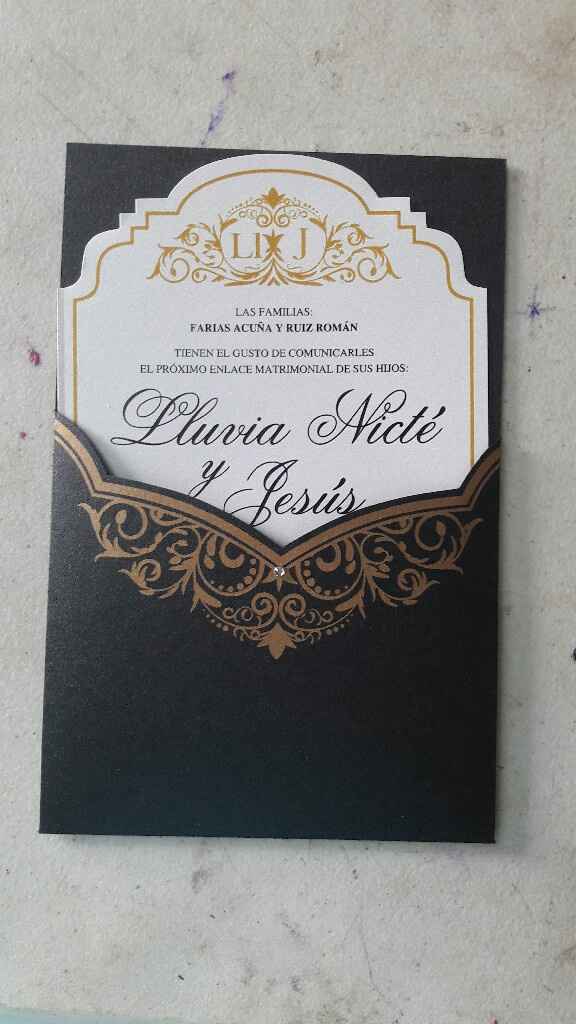 Ll J
LAS FAMILIAS:
FARIAS ACUÑA Y RUIZ ROMÁN
TIENEN EL GUSTO DE COMUNICARLES
EL PRÓXIMO ENLACE MATRIMONIAL DE SUS HIJOS:
Lluvia Nicté
y
Jesús